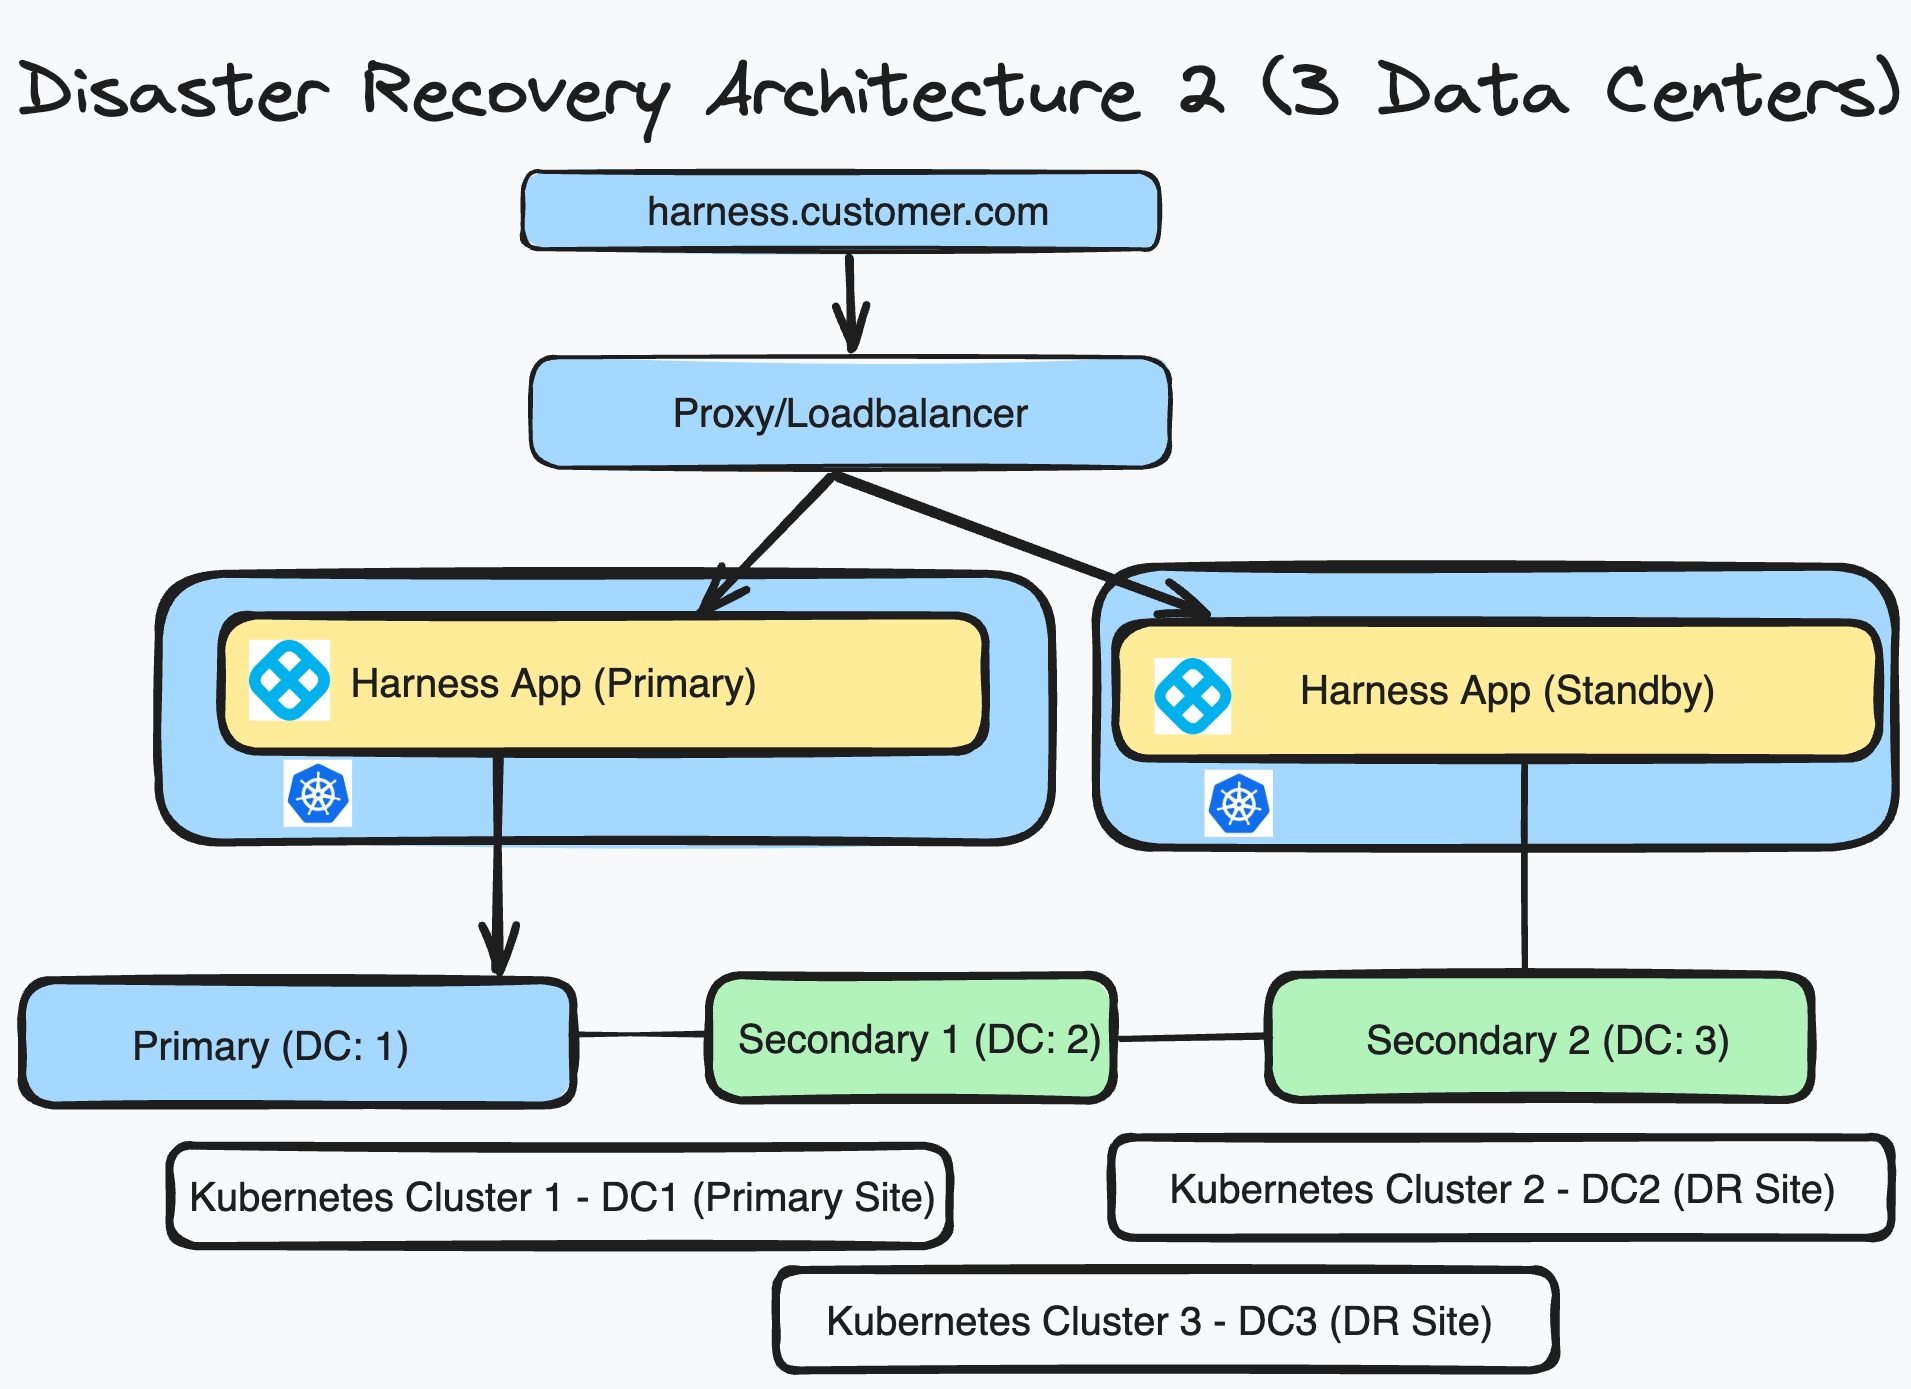 Disaster Recovery Architecture 2 (3 Data Centers)
harness.customer.com
Proxy/Loadbalancer
Harness App (Primary)
Harness App (Standby)
Primary (DC: 1)
Secondary 1 (DC: 2)
Secondary 2 (DC: 3)
Kubernetes Cluster 1 - DC1 (Primary Site)
Kubernetes Cluster 2 - DC2 (DR Site)
Kubernetes Cluster 3 - DC3 (DR Site)